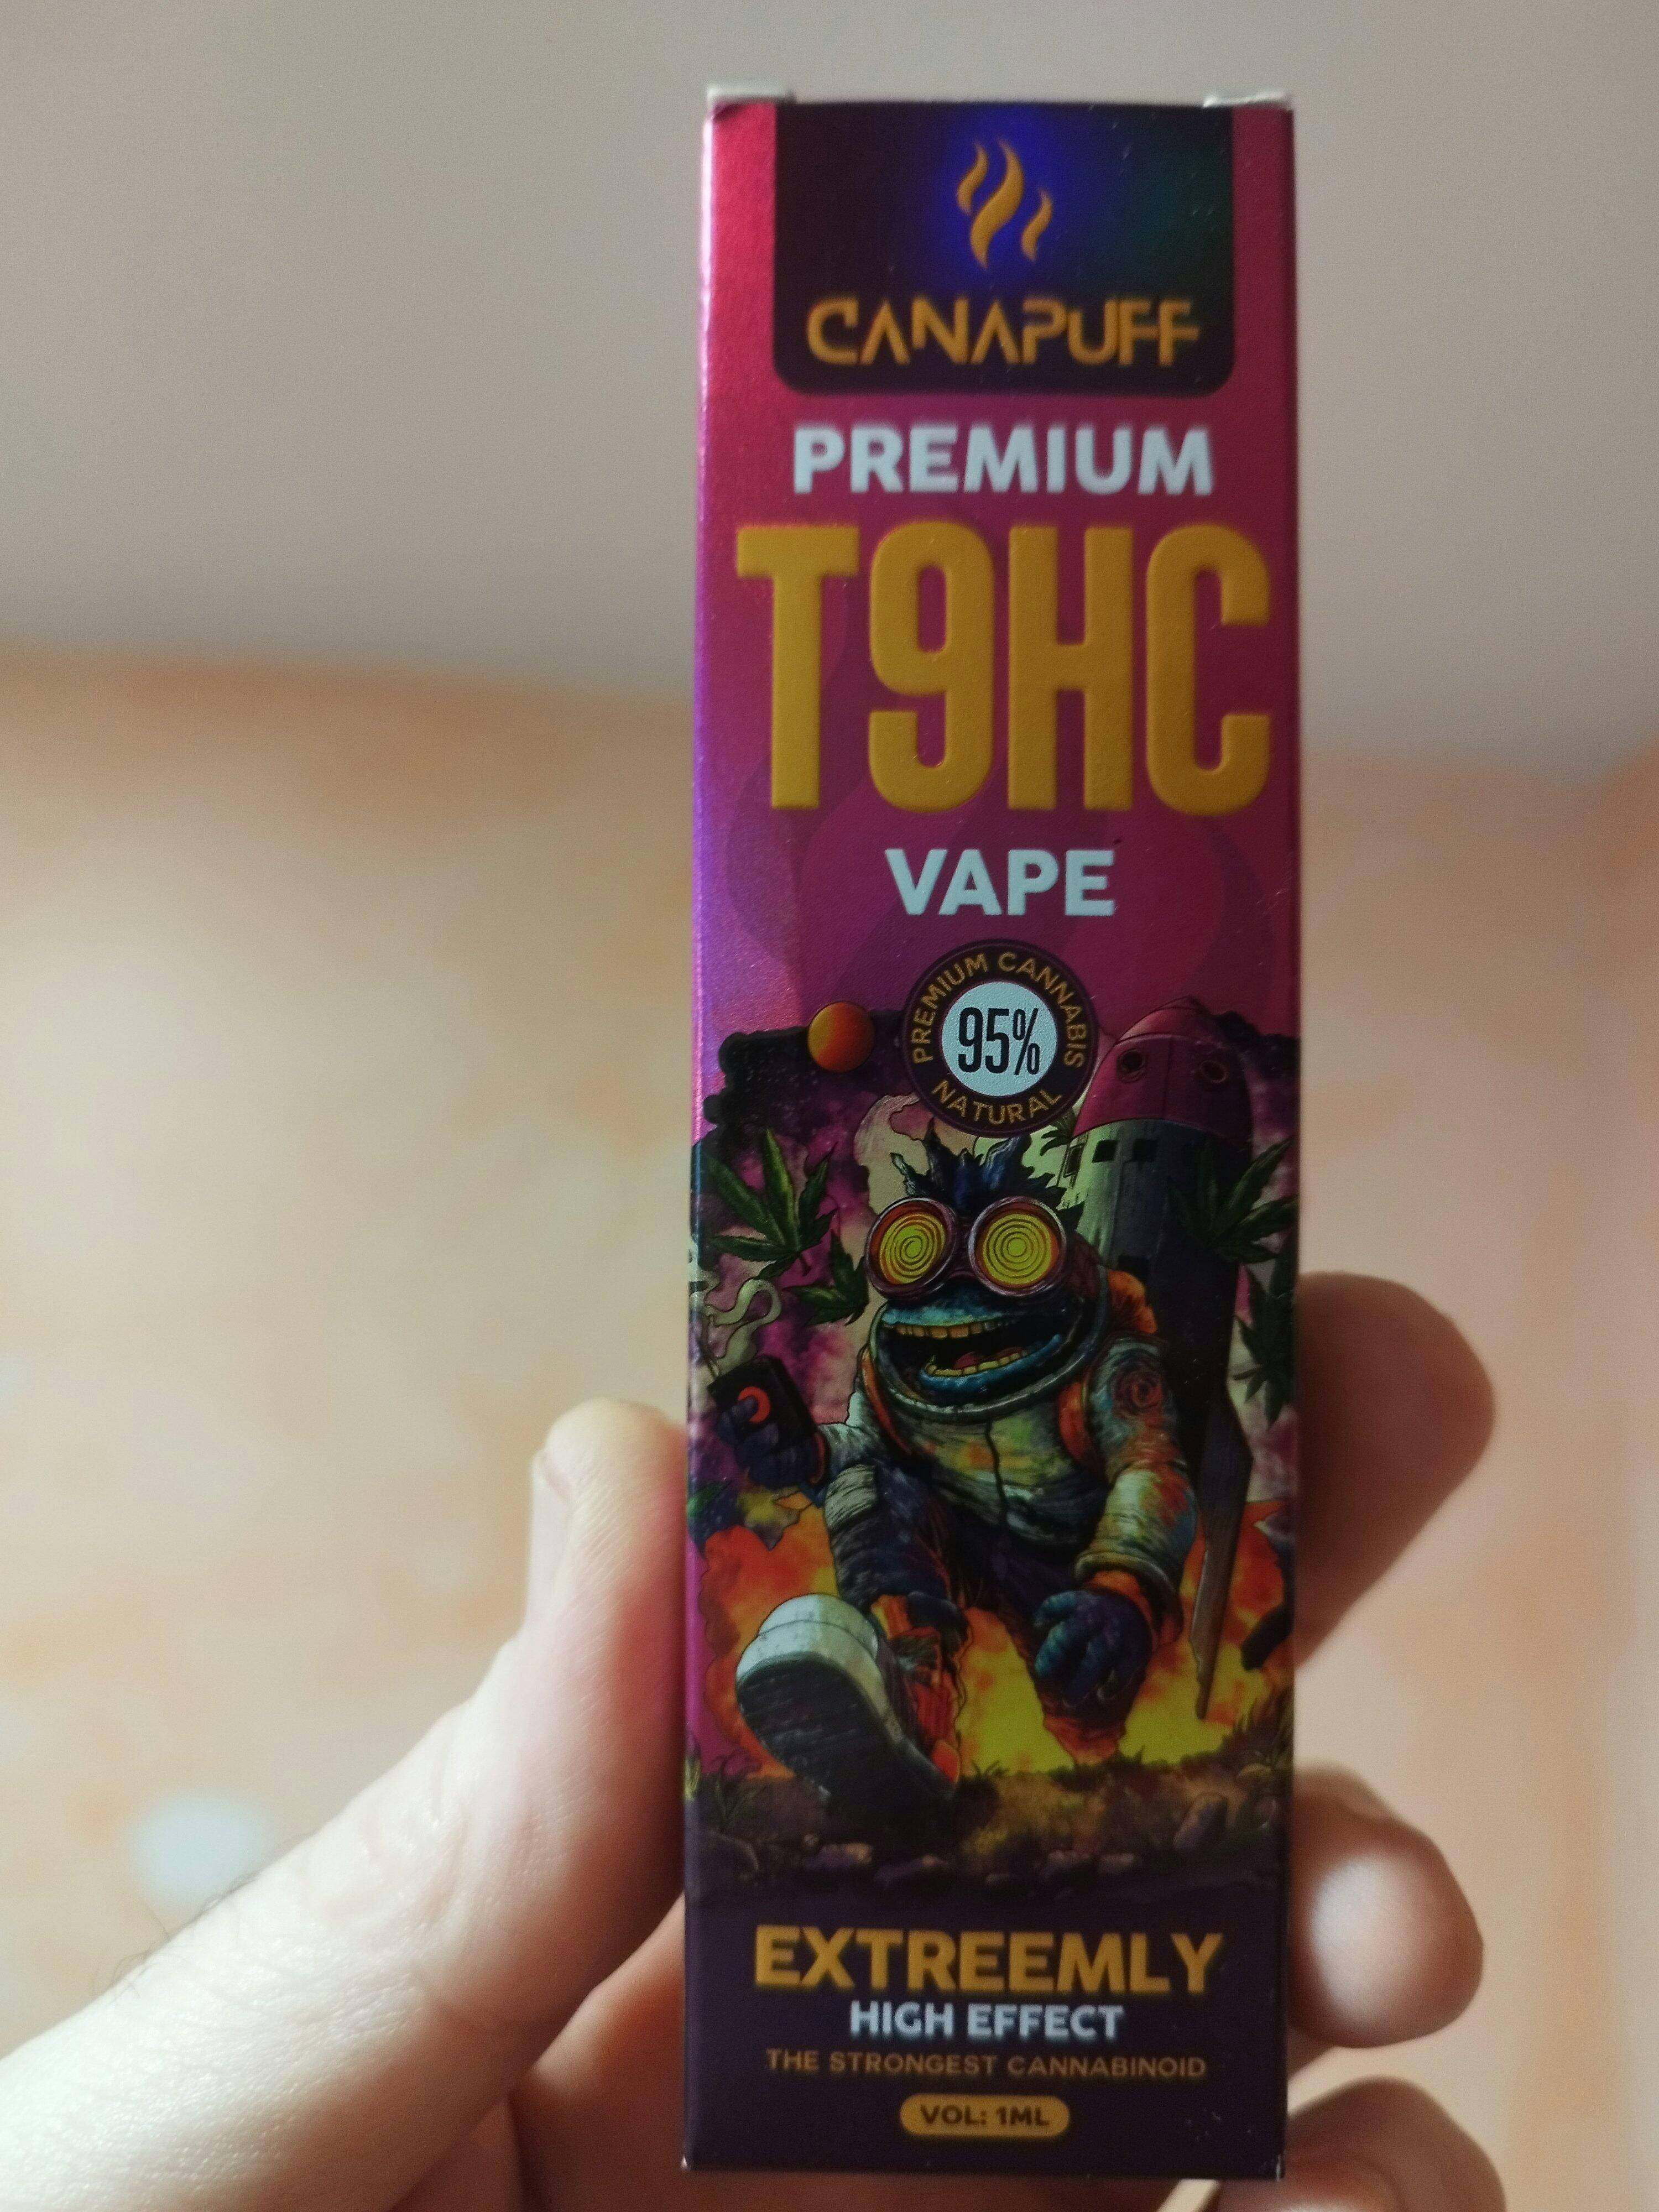 CANAPUFF
PREMIUM
T9HC
VAPE
PREMIUM CANNABIS
95%
NATURAL
EXTREEMLY
HIGH EFFECT
THE STRONGEST CANNABINOID
VOL: 1ML